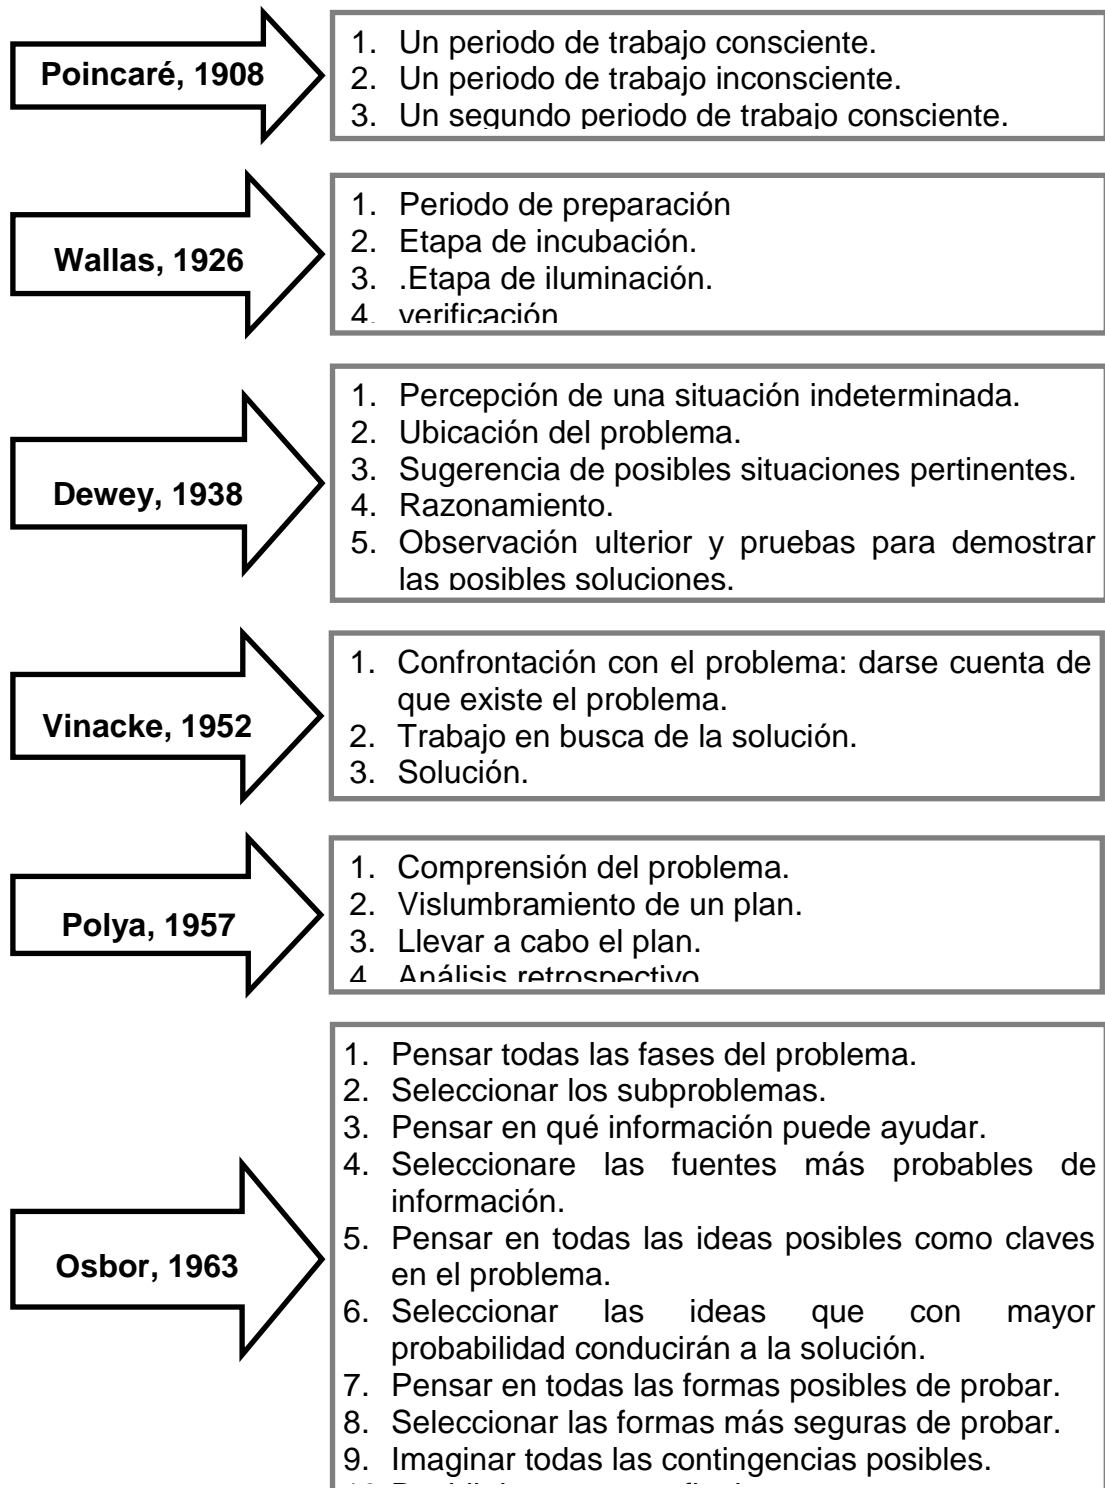 Poincaré, 1908
1. Un periodo de trabajo consciente.
2. Un periodo de trabajo inconsciente.
3. Un segundo periodo de trabajo consciente.
Wallas, 1926
1. Periodo de preparación
2. Etapa de incubación.
3. .Etapa de iluminación.
4. verificación
Dewey, 1938
1. Percepción de una situación indeterminada.
2. Ubicación del problema.
3. Sugerencia de posibles situaciones pertinentes.
4. Razonamiento.
5. Observación ulterior y pruebas para demostrar
las posibles soluciones.
Vinacke, 1952
1. Confrontación con el problema: darse cuenta de
que existe el problema.
2. Trabajo en busca de la solución.
3. Solución.
Polya, 1957
1. Comprensión del problema.
2. Vislumbramiento de un plan.
3. Llevar a cabo el plan.
4 Análisis retrospectivo
Osbor, 1963
1. Pensar todas las fases del problema.
2. Seleccionar los subproblemas.
3. Pensar en qué información puede ayudar.
4. Seleccionare las fuentes más probables de
información.
5. Pensar en todas las ideas posibles como claves
en el problema.
6. Seleccionar las ideas que con mayor
probabilidad conducirán a la solución.
7. Pensar en todas las formas posibles de probar.
8. Seleccionar las formas más seguras de probar.
9. Imaginar todas las contingencias posibles.